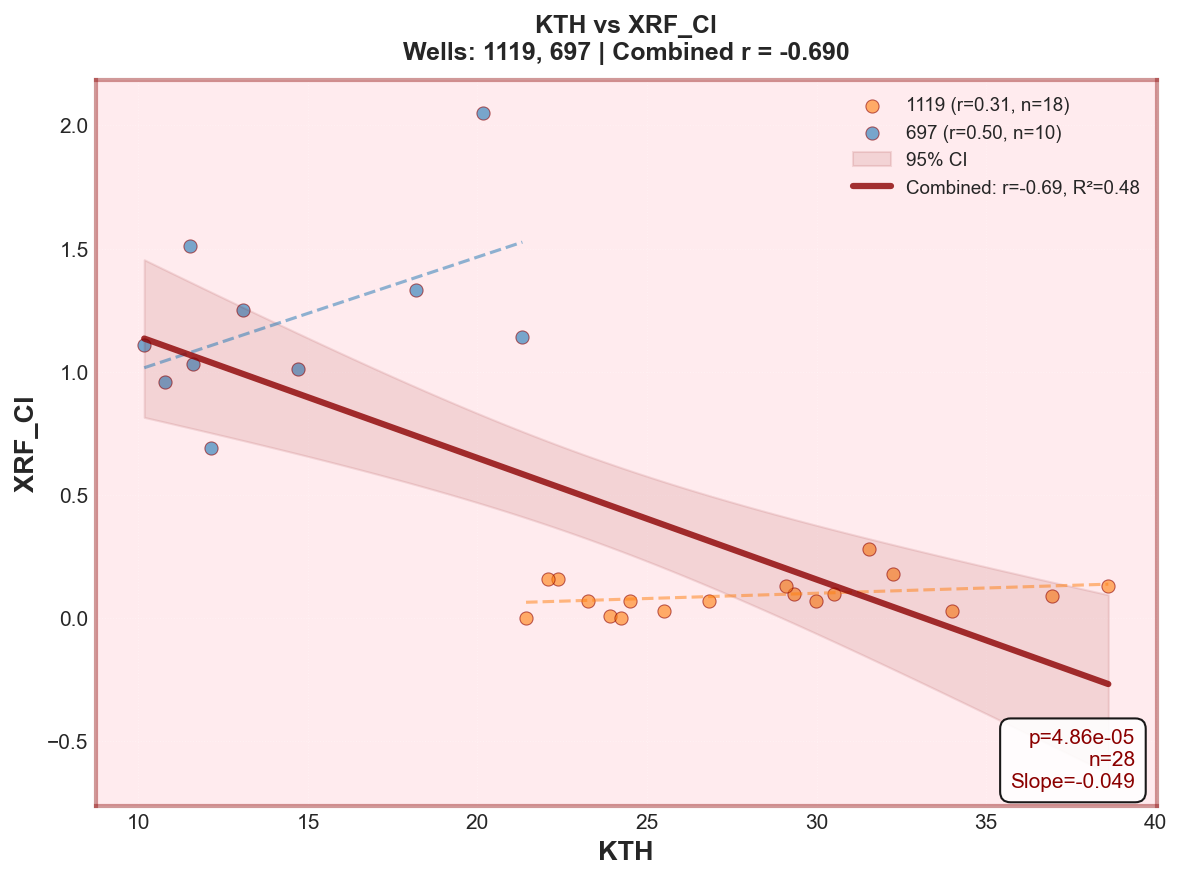 KTH vs XRF_CI
Wells: 1119, 697 | Combined r = -0.690
1119 (r=0.31, n=18)
697 (r=0.50, n=10)
95% CI
Combined: r=-0.69, R²=0.48
XRF_CI
2.0
1.5
1.0
0.5
0.0
−0.5
p=4.86e-05
n=28
Slope=-0.049
10 15 20 25 30 35 40
KTH